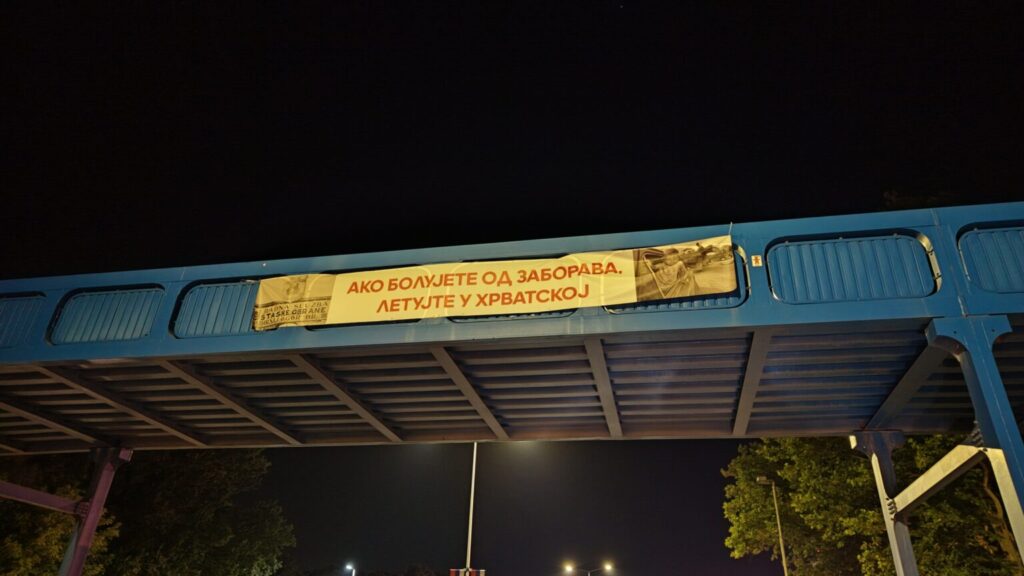 АКО БОЛУЈЕТЕ ОД ЗАБОРАВА,
ЛЕТУЈТЕ У ХРВАТСКОЈ